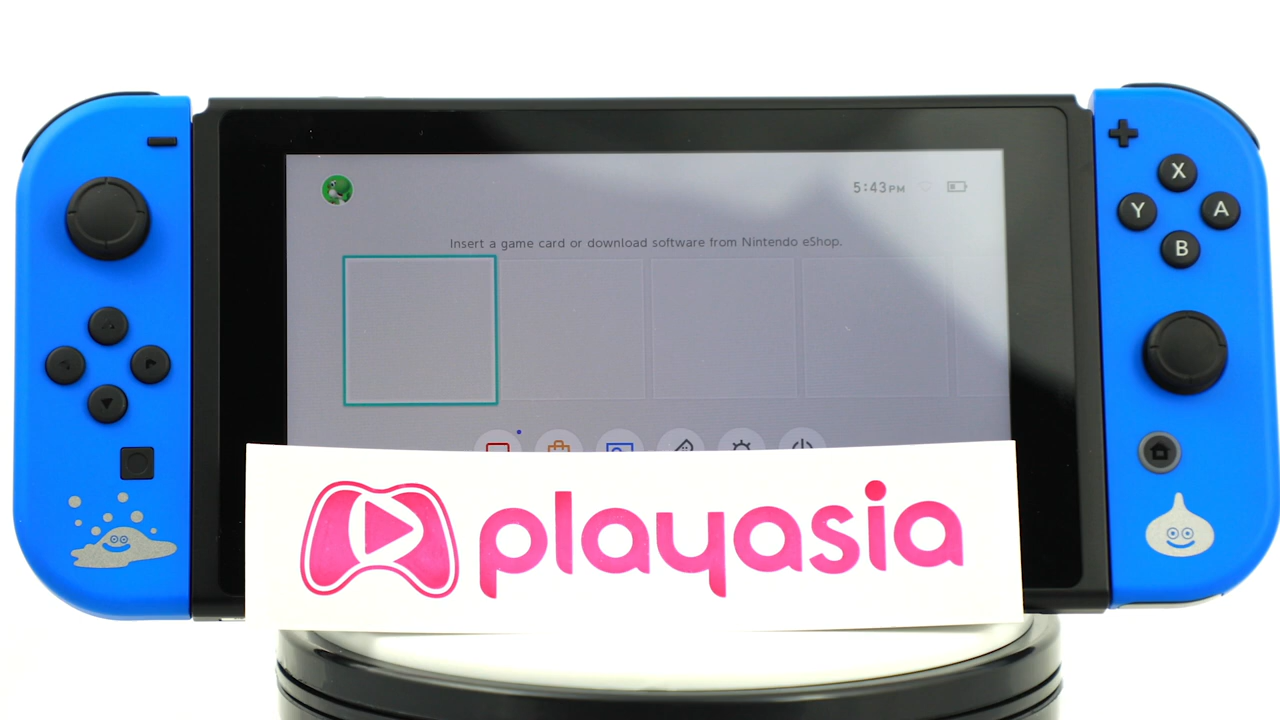 5:43PM
Insert a game card or download software from Nintendo eShop.
X
Y
A
B
playasia